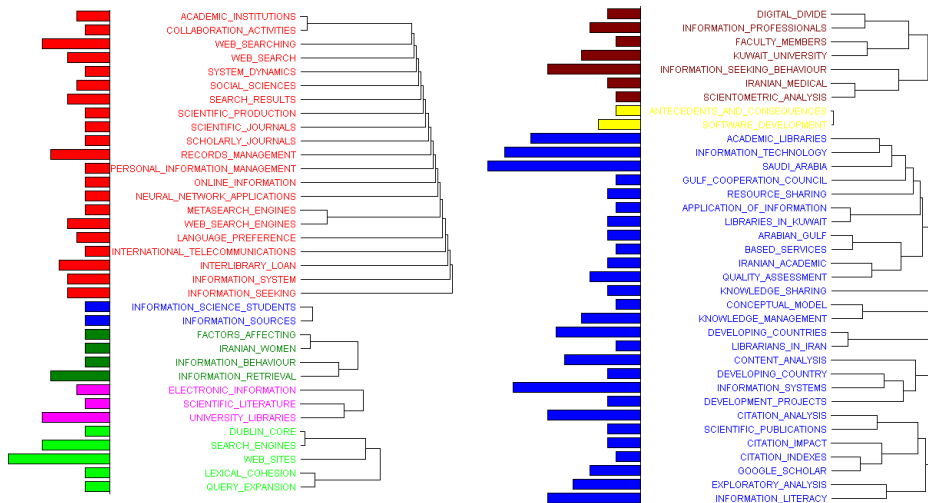 ACADEMIC_INSTITUTIONS
COLLABORATION_ACTIVITIES
WEB_SEARCHING
WEB_SEARCH
SYSTEM_DYNAMICS
SOCIAL_SCIENCES
SEARCH_RESULTS
SCIENTIFIC_PRODUCTION
SCIENTIFIC_JOURNALS
SCHOLARLY_JOURNALS
RECORDS_MANAGEMENT
PERSONAL_INFORMATION_MANAGEMENT
ONLINE_INFORMATION
NEURAL_NETWORK_APPLICATIONS
METASEARCH_ENGINES
WEB_SEARCH_ENGINES
LANGUAGE_PREFERENCE
INTERNATIONAL_TELECOMMUNICATIONS
INTERLIBRARY_LOAN
INFORMATION_SYSTEM
INFORMATION_SEEKING
INFORMATION_SCIENCE_STUDENTS
INFORMATION_SOURCES
FACTORS_AFFECTING
IRANIAN_WOMEN
INFORMATION_BEHAVIOUR
INFORMATION_RETRIEVAL
ELECTRONIC_INFORMATION
SCIENTIFIC_LITERATURE
UNIVERSITY_LIBRARIES
DUBLIN_CORE
SEARCH_ENGINES
WEB_SITES
LEXICAL_COHESION
QUERY_EXPANSION
DIGITAL_DIVIDE
INFORMATION_PROFESSIONALS
FACULTY_MEMBERS
KUWAIT_UNIVERSITY
INFORMATION_SEEKING_BEHAVIOUR
IRANIAN_MEDICAL
SCIENTOMETRIC_ANALYSIS
ANTECEDENTS_AND_CONSEQUENCES
SOFTWARE_DEVELOPMENT
ACADEMIC_LIBRARIES
INFORMATION_TECHNOLOGY
SAUDI_ARABIA
GULF_COOPERATION_COUNCIL
RESOURCE_SHARING
APPLICATION_OF_INFORMATION
LIBRARIES_IN_KUWAIT
ARABIAN_GULF
BASED_SERVICES
IRANIAN_ACADEMIC
QUALITY_ASSESSMENT
KNOWLEDGE_SHARING
CONCEPTUAL_MODEL
KNOWLEDGE_MANAGEMENT
DEVELOPING_COUNTRIES
LIBRARIANS_IN_IRAN
CONTENT_ANALYSIS
DEVELOPING_COUNTRY
INFORMATION_SYSTEMS
DEVELOPMENT_PROJECTS
CITATION_ANALYSIS
SCIENTIFIC_PUBLICATIONS
CITATION_IMPACT
CITATION_INDEXES
GOOGLE_SCHOLAR
EXPLORATORY_ANALYSIS
INFORMATION_LITERACY